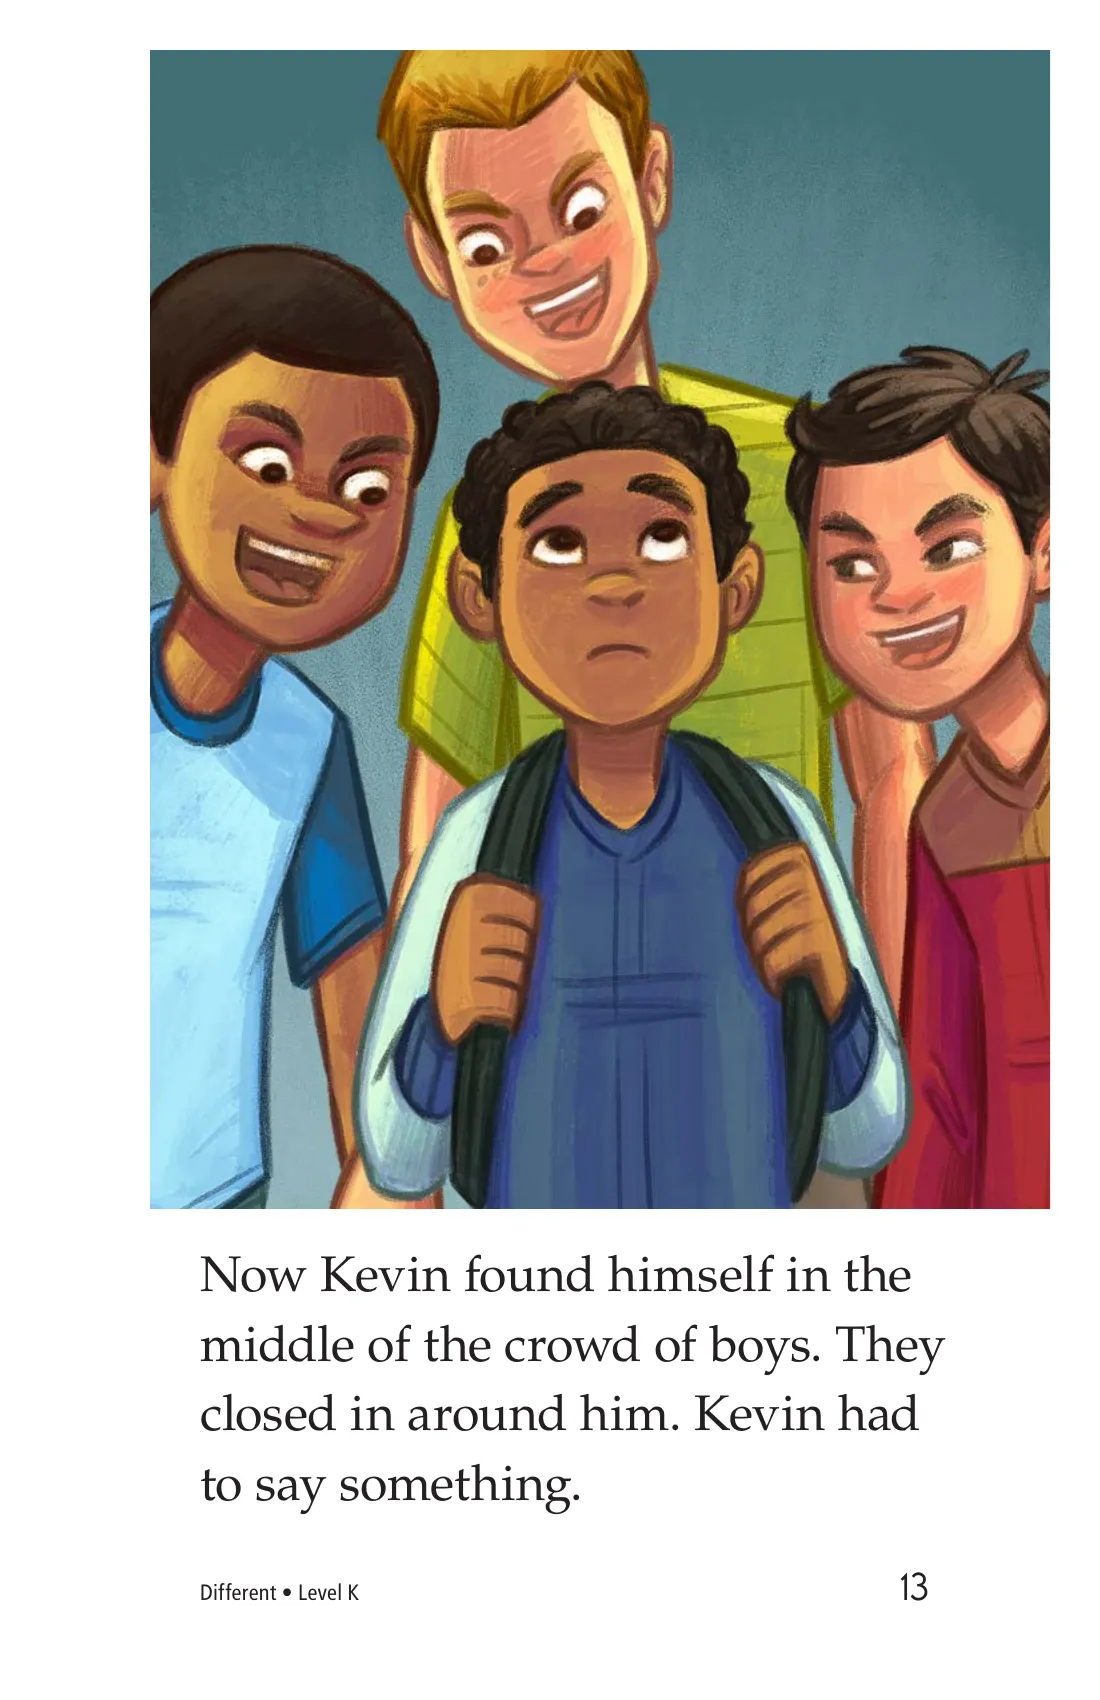 Now Kevin found himself in the
middle of the crowd of boys. They
closed in around him. Kevin had
to say something.
Different • Level K
13